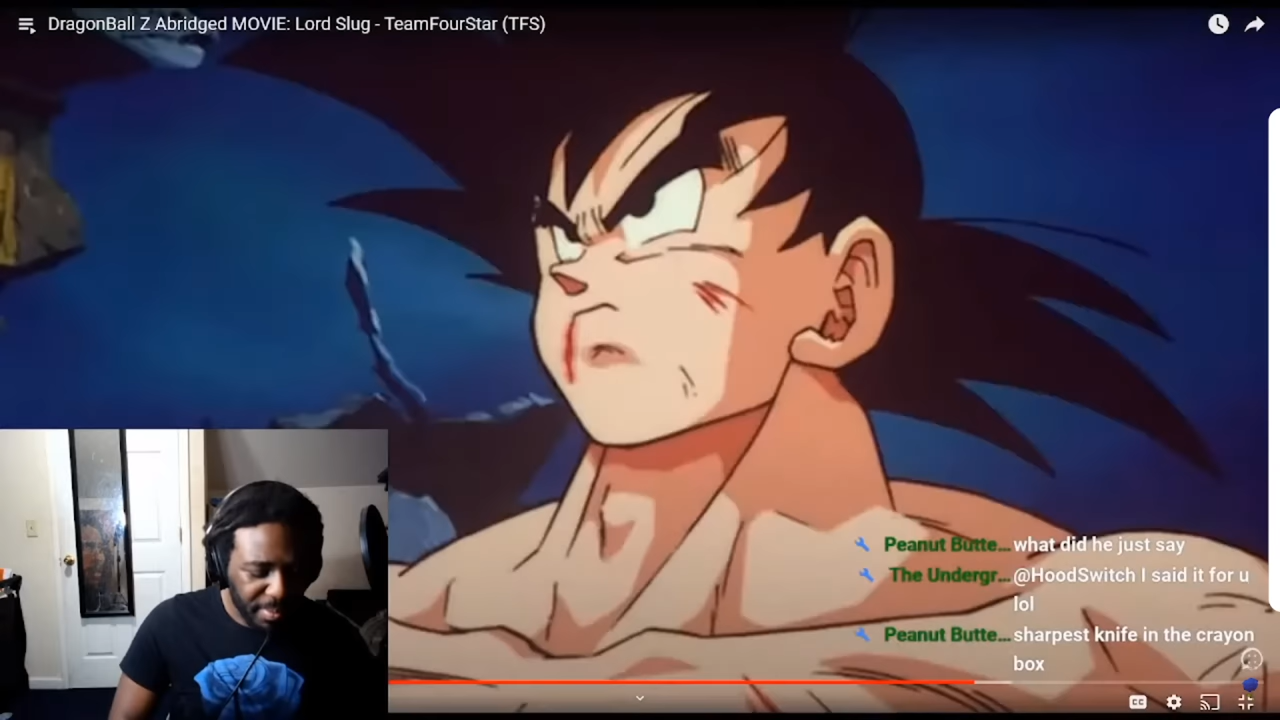 DragonBall Z Abridged MOVIE: Lord Slug - TeamFourStar (TFS)
Peanut Butte... what did he just say
The Undergr... @HoodSwitch I said it for u
lol
Peanut Butte... sharpest knife in the crayon
box
CC